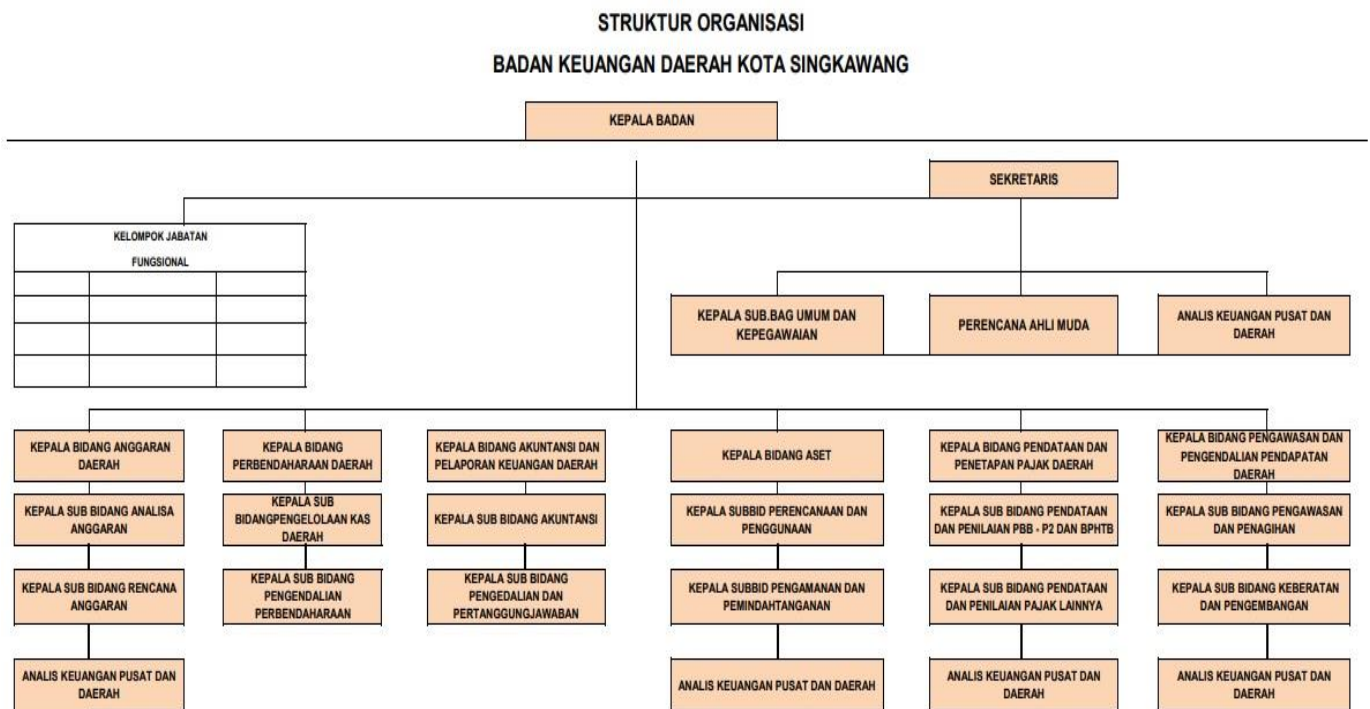 STRUKTUR ORGANISASI
BADAN KEUANGAN DAERAH KOTA SINGKAWANG
KEPALA BADAN
SEKRETARIS
KELOMPOK JABATAN
FUNGSIONAL
KEPALA SUB.BAG UMUM DAN
KEPEGAWAIAN
PERENCANA AHLI MUDA
ANALIS KEUANGAN PUSAT DAN
DAERAH
KEPALA BIDANG ANGGARAN
DAERAH
KEPALA BIDANG
PERBENDAHARAAN DAERAH
KEPALA BIDANG AKUNTANSI DAN
PELAPORAN KEUANGAN DAERAH
KEPALA BIDANG ASET
KEPALA BIDANG PENDATAAN DAN
PENETAPAN PAJAK DAERAH
KEPALA BIDANG PENGAWASAN DAN
PENGENDALIAN PENDAPATAN
DAERAH
KEPALA SUB BIDANG ANALISA
ANGGARAN
KEPALA SUB
BIDANGPENGELOLAAN KAS
DAERAH
KEPALA SUB BIDANG AKUNTANSI
KEPALA SUBBID PERENCANAAN DAN
PENGGUNAAN
KEPALA SUB BIDANG PENDATAAN
DAN PENILAIAN PBB - P2 DAN BPHTB
KEPALA SUB BIDANG PENGAWASAN
DAN PENAGIHAN
KEPALA SUB BIDANG RENCANA
ANGGARAN
KEPALA SUB BIDANG
PENGENDALIAN
PERBENDAHARAAN
KEPALA SUB BIDANG
PENGEDALIAN DAN
PERTANGGUNGJAWABAN
KEPALA SUBBID PENGAMANAN DAN
PEMINDAHTANGANAN
KEPALA SUB BIDANG PENDATAAN
DAN PENILAIAN PAJAK LAINNYA
KEPALA SUB BIDANG KEBERATAN
DAN PENGEMBANGAN
ANALIS KEUANGAN PUSAT DAN
DAERAH
ANALIS KEUANGAN PUSAT DAN DAERAH
ANALIS KEUANGAN PUSAT DAN
DAERAH
ANALIS KEUANGAN PUSAT DAN
DAERAH